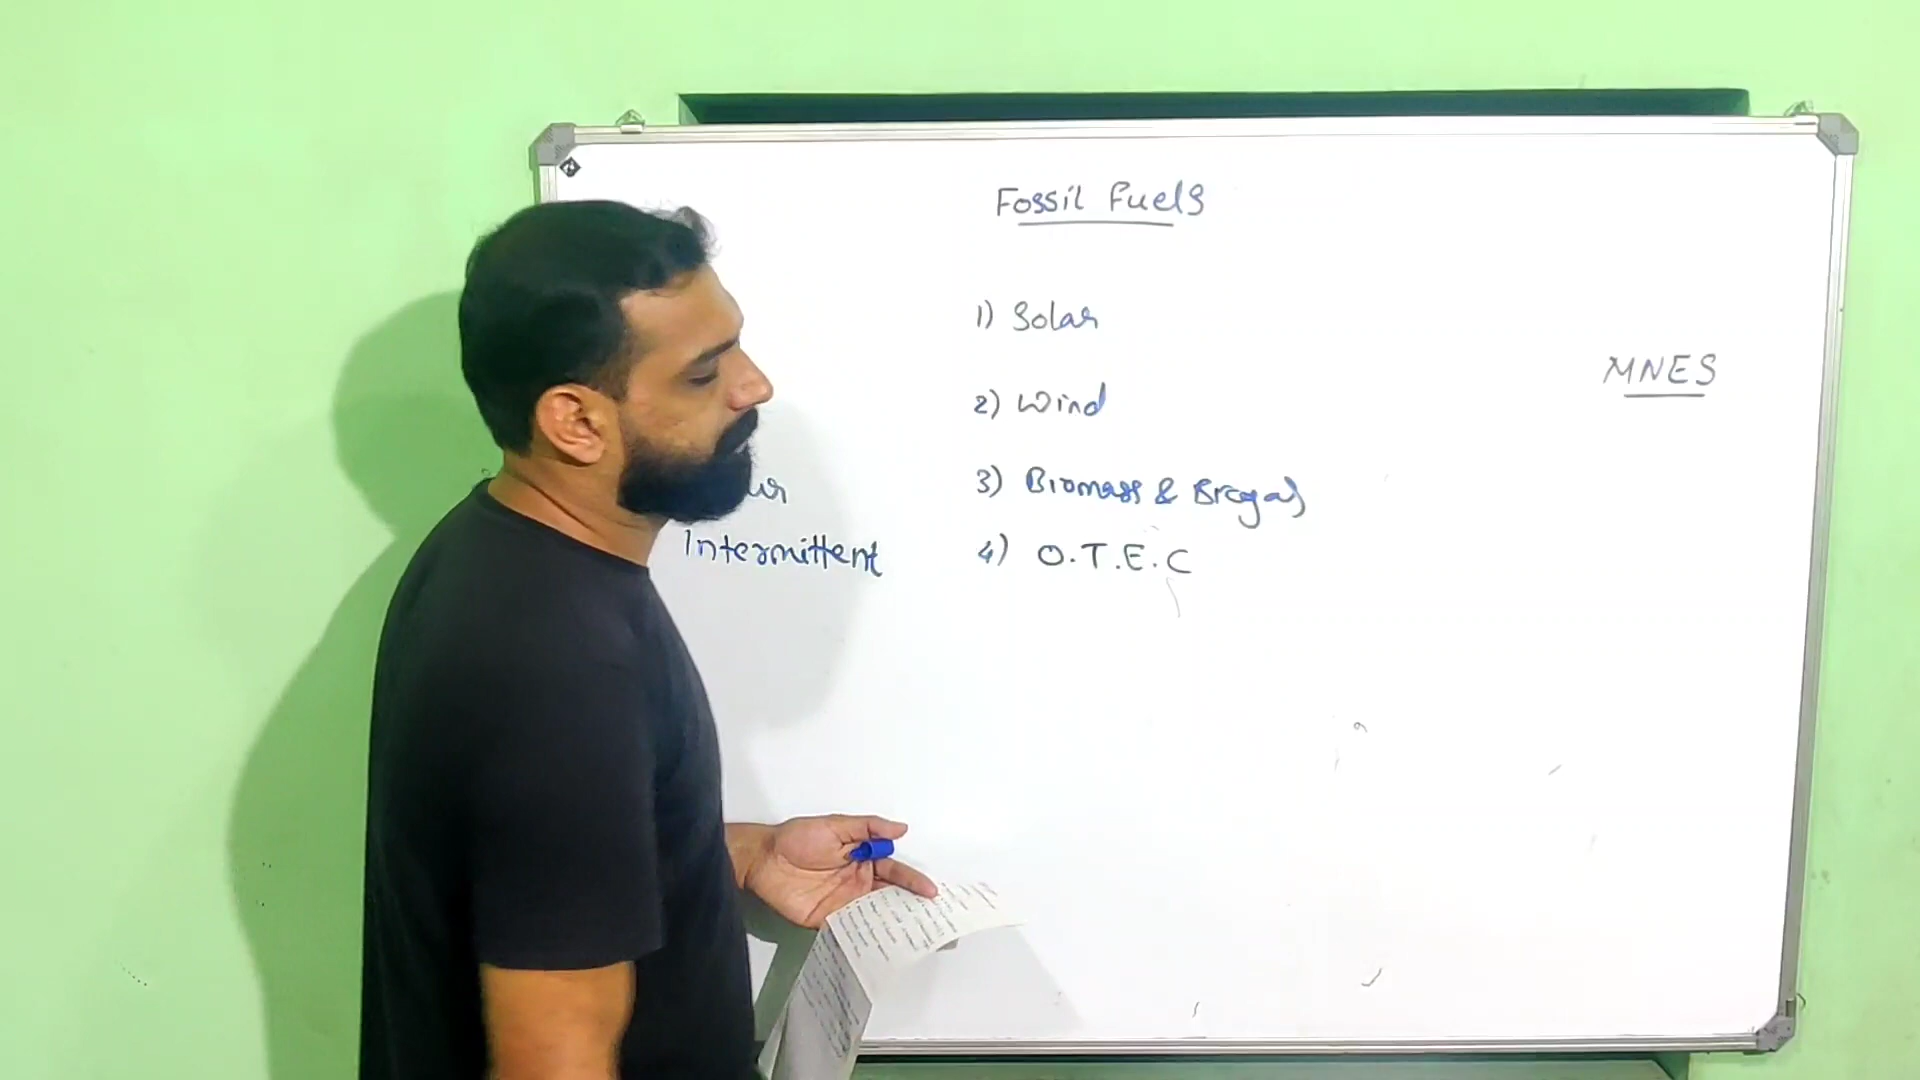 Fossil Fuels
1) Solar
MNES
2) Wind
3) Biomass & Biogas
Intermittent
4) O.T.E.C